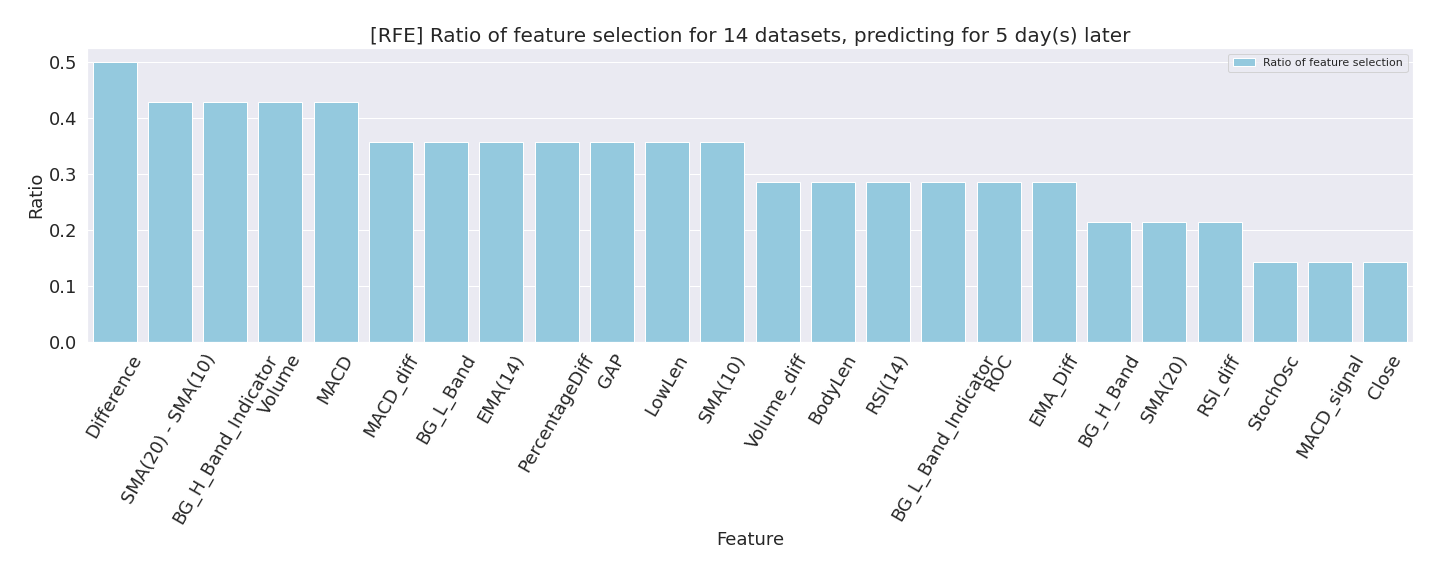 [RFE] Ratio of feature selection for 14 datasets, predicting for 5 day(s) later
Ratio of feature selection
Ratio
0.5
0.4
0.3
0.2
0.1
0.0
Difference
SMA(20) - SMA(10)
BG_H_Band_Indicator
Volume
MACD
MACD_diff
BG_L_Band
EMA(14)
PercentageDiff
GAP
LowLen
SMA(10)
Volume_diff
BodyLen
RSI(14)
BG_L_Band_Indicator
ROC
EMA_Diff
BG_H_Band
SMA(20)
RSI_diff
StochOsc
MACD_signal
Close
Feature